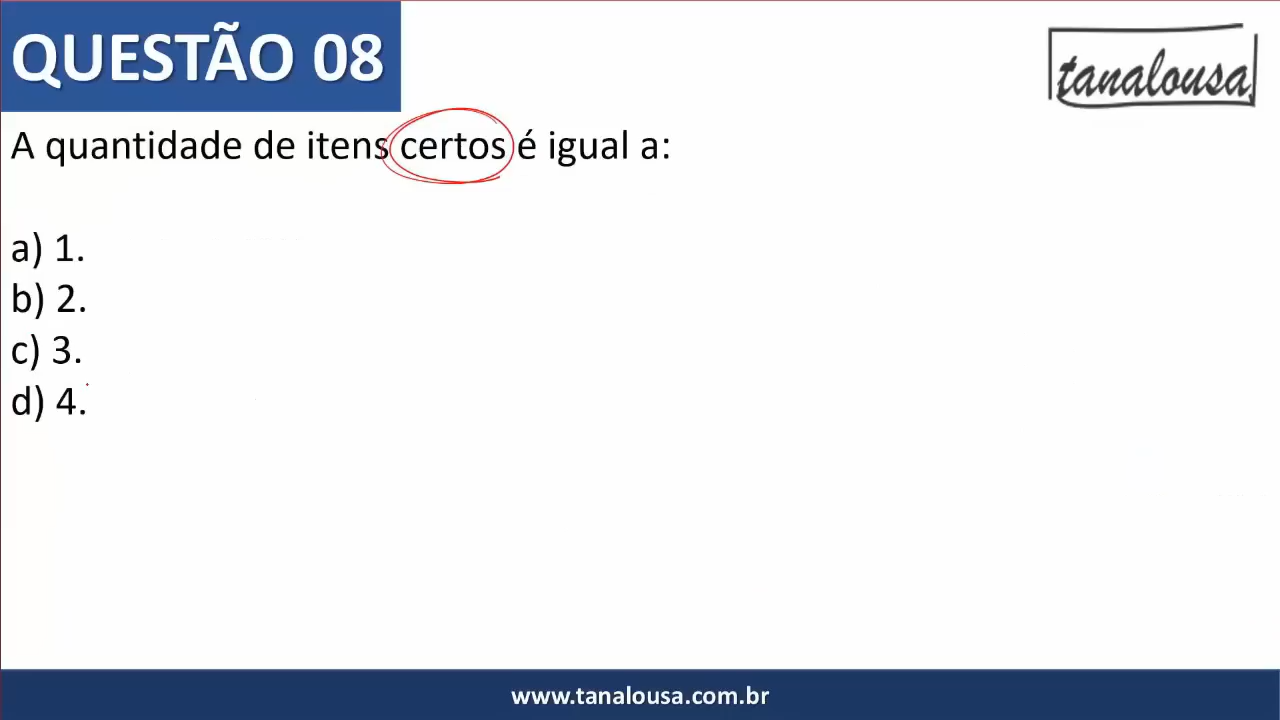 QUESTÃO 08
tanalousa
A quantidade de itens certos é igual a:
a) 1.
b) 2.
c) 3.
d) 4.
www.tanalousa.com.br